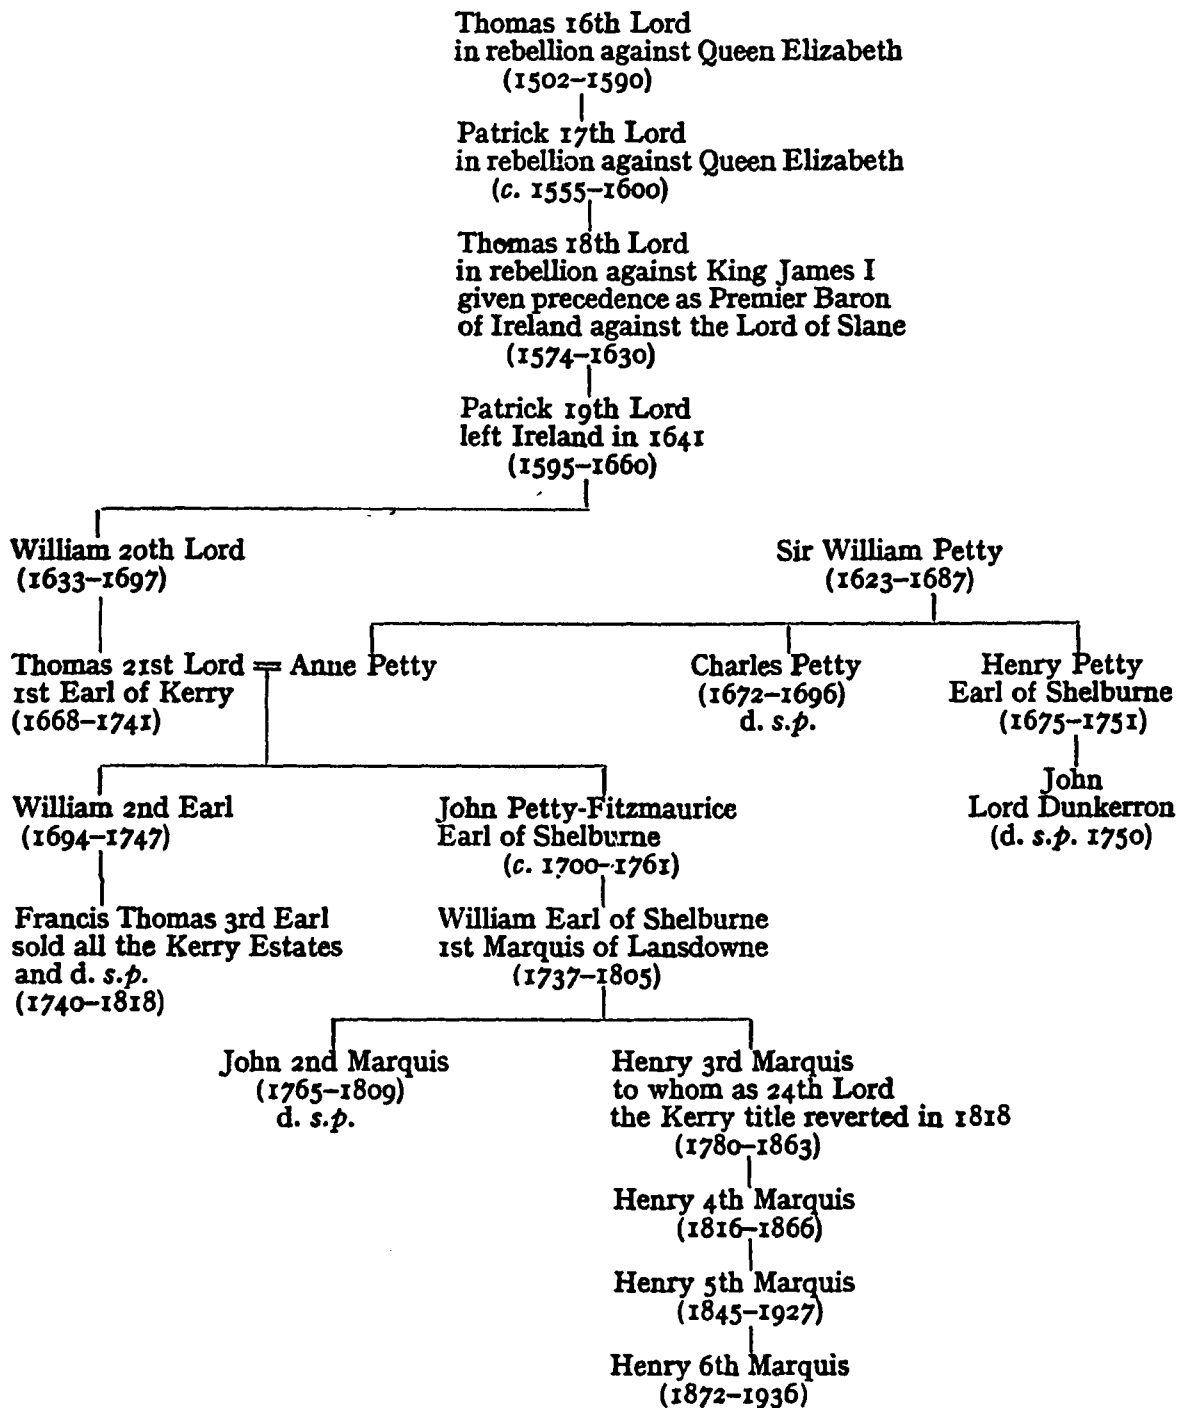 Thomas 16th Lord
in rebellion against Queen Elizabeth
(1502–1590)
Patrick 17th Lord
in rebellion against Queen Elizabeth
(c. 1555–1600)
Thomas 18th Lord
in rebellion against King James I
given precedence as Premier Baron
of Ireland against the Lord of Slane
(1574–1630)
Patrick 19th Lord
left Ireland in 1641
(1595–1660)
William 20th Lord
(1633–1697)
Sir William Petty
(1623–1687)
Thomas 21st Lord = Anne Petty
1st Earl of Kerry
(1668–1741)
Charles Petty
(1672–1696)
d. s.p.
Henry Petty
Earl of Shelburne
(1675–1751)
John
Lord Dunkerron
(d. s.p. 1750)
William 2nd Earl
(1694–1747)
John Petty-Fitzmaurice
Earl of Shelburne
(c. 1700–1761)
Francis Thomas 3rd Earl
sold all the Kerry Estates
and d. s.p.
(1740–1818)
William Earl of Shelburne
1st Marquis of Lansdowne
(1737–1805)
John 2nd Marquis
(1765–1809)
d. s.p.
Henry 3rd Marquis
to whom as 24th Lord
the Kerry title reverted in 1818
(1780–1863)
Henry 4th Marquis
(1816–1866)
Henry 5th Marquis
(1845–1927)
Henry 6th Marquis
(1872–1936)